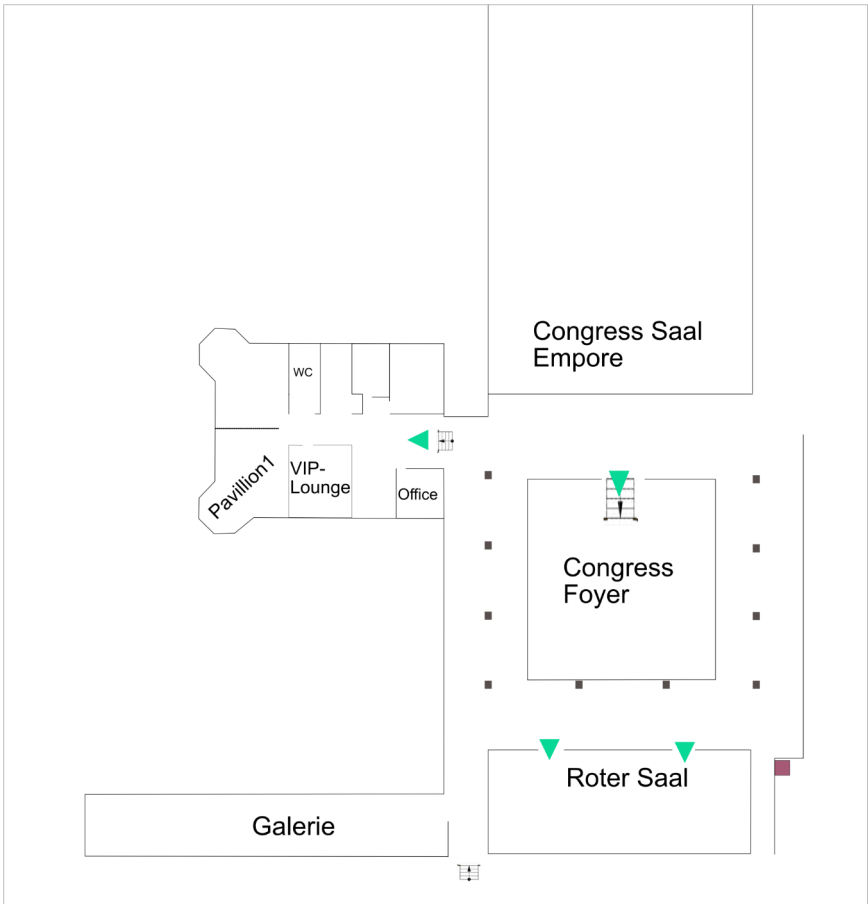 Congress Saal
Empore
WC
VIP-
Lounge
Pavillion1
Office
Congress
Foyer
Roter Saal
Galerie